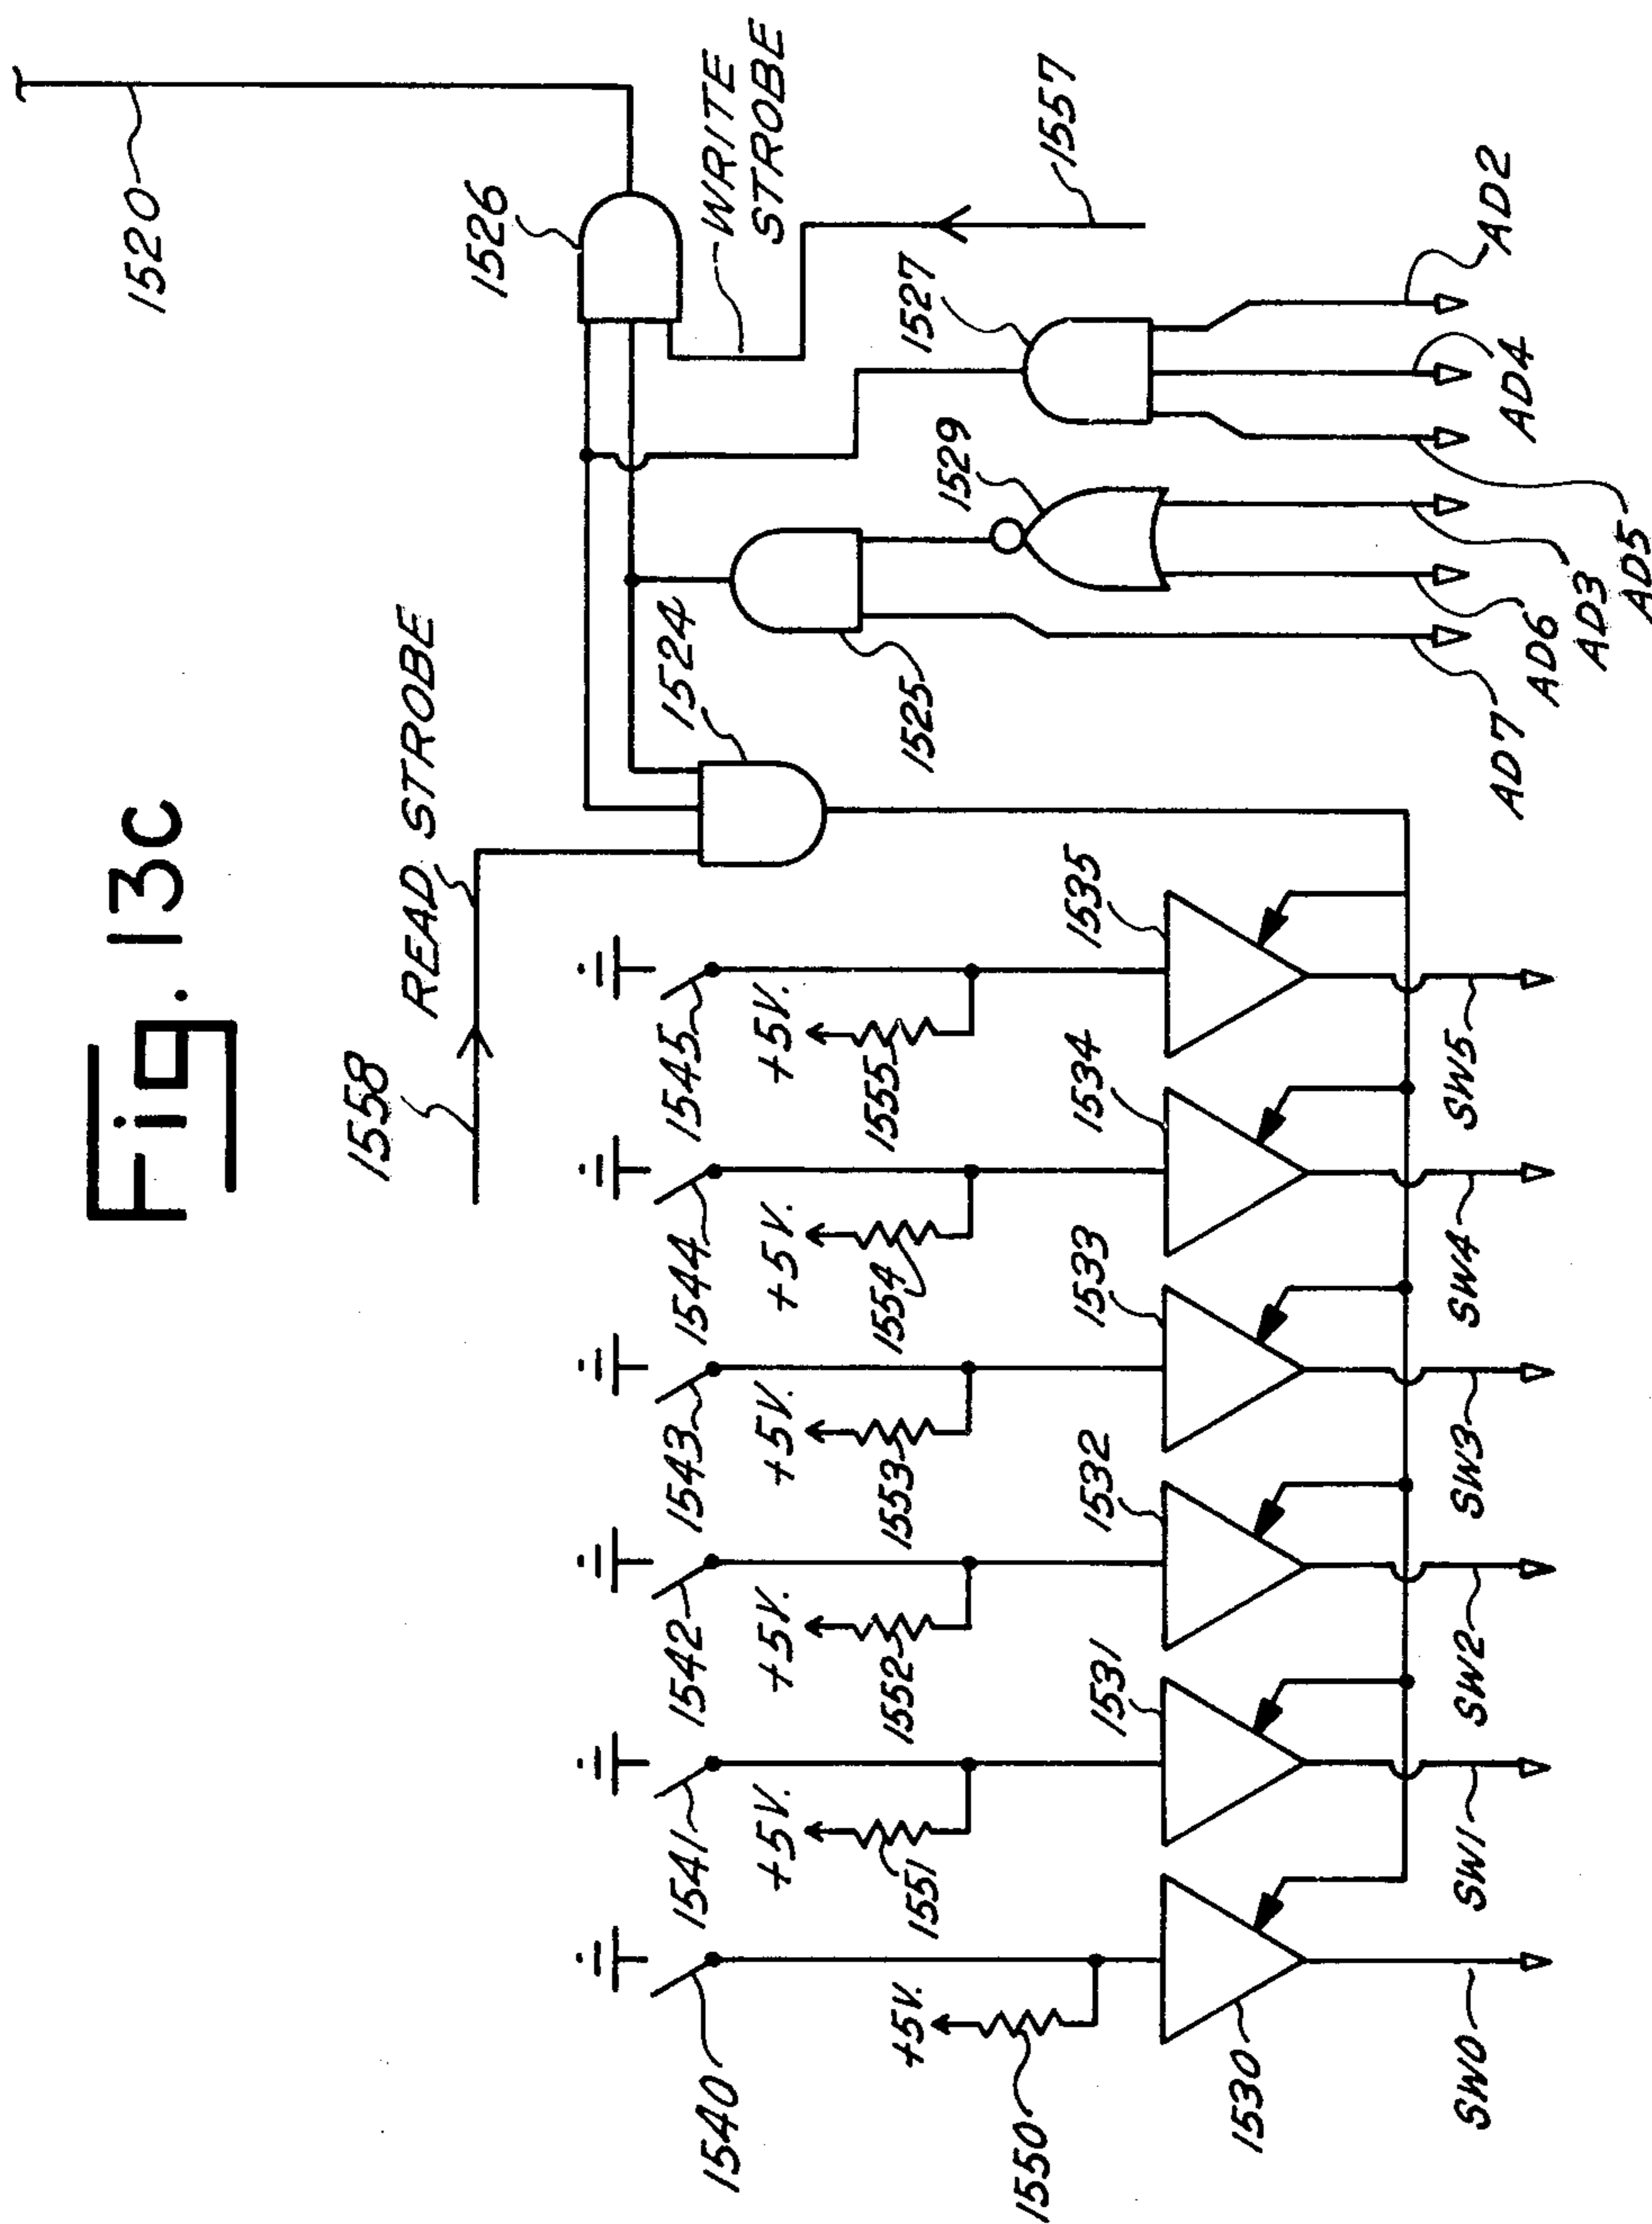 Fig. 13c
1520
1526
WRITE
STROBE
1557
READ STROBE
1558
1524
1525
1529
1527
AD7
AD6
AD3
AD5
AD4
AD2
1540
1541
1542
1543
1544
1545
+5V.
+5V.
+5V.
+5V.
+5V.
+5V.
1550
1551
1552
1553
1554
1555
1530
1531
1532
1533
1534
1535
SW0
SW1
SW2
SW3
SW4
SW5